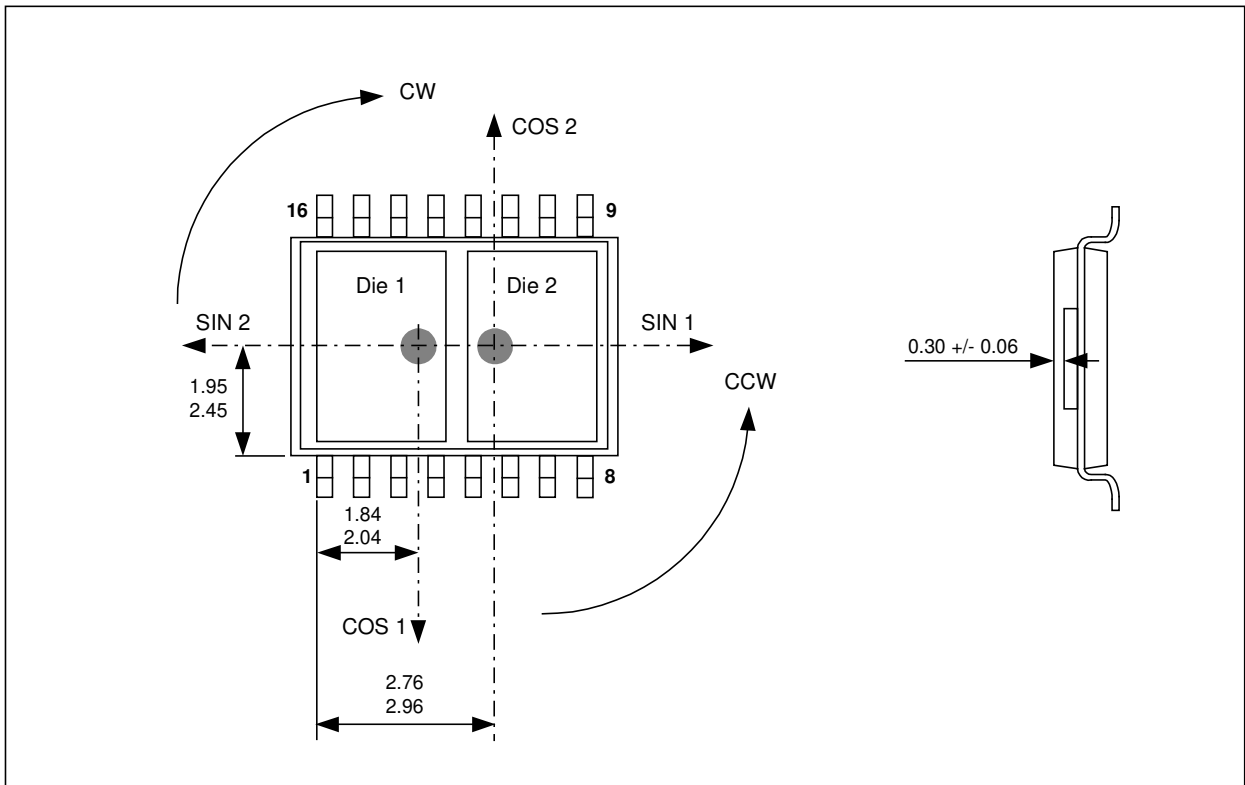 CW
COS 2
16
9
Die 1
Die 2
SIN 2
SIN 1
0.30 +/- 0.06
1.95
2.45
CCW
1
8
1.84
2.04
COS 1
2.76
2.96